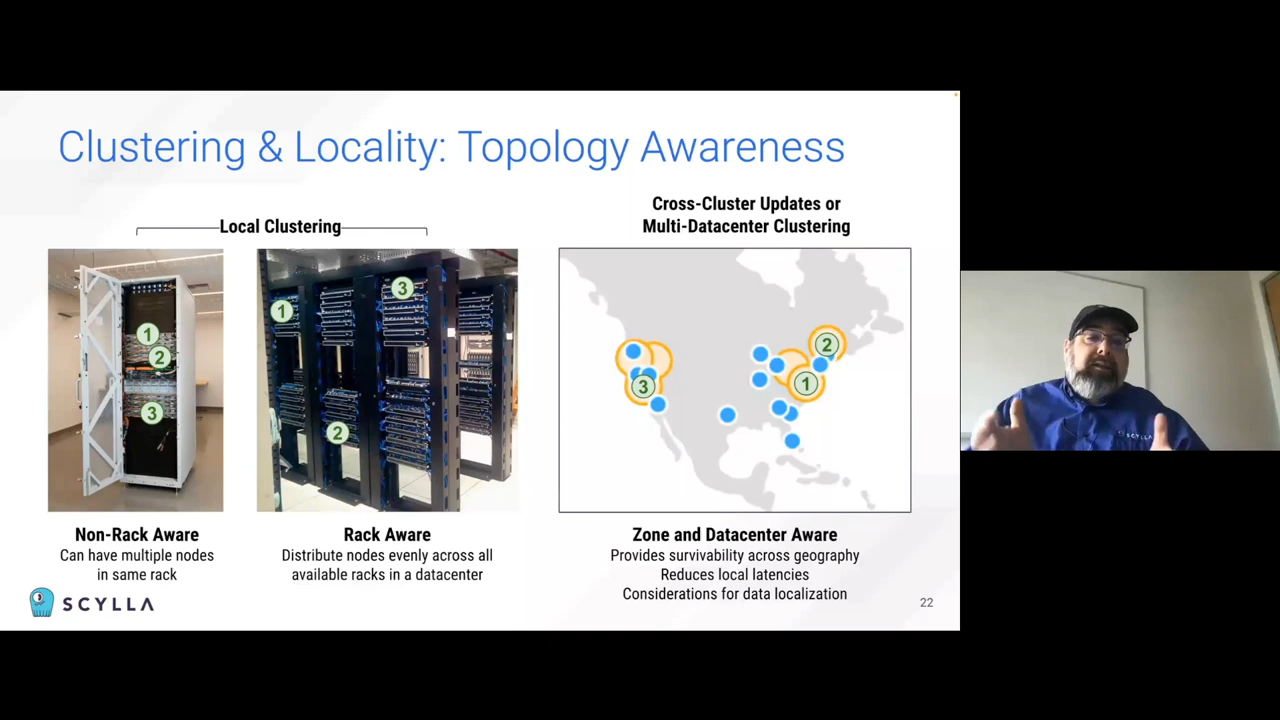 Clustering & Locality: Topology Awareness
Local Clustering
1
2
3
Non-Rack Aware
Can have multiple nodes
in same rack
1
3
2
Rack Aware
Distribute nodes evenly across all
available racks in a datacenter
Cross-Cluster Updates or
Multi-Datacenter Clustering
2
3
1
Zone and Datacenter Aware
Provides survivability across geography
Reduces local latencies
Considerations for data localization
SCYLLA
22
SCYLLA